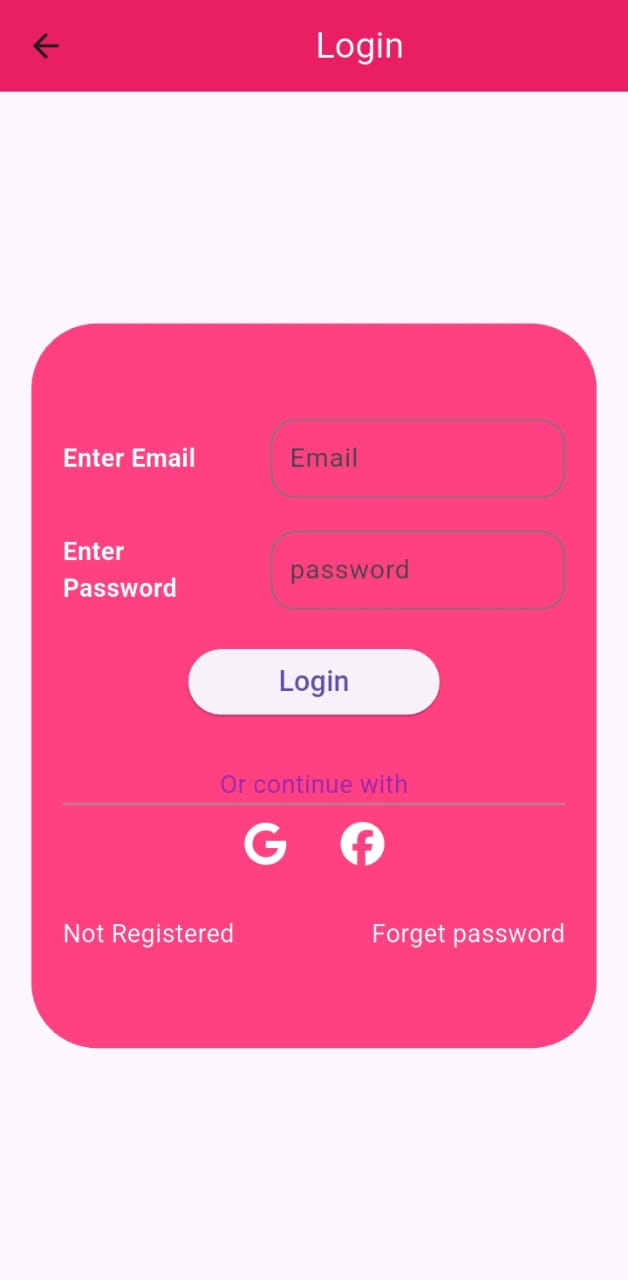 Login
Enter Email
Email
Enter
Password
password
Login
Or continue with
Not Registered
Forget password